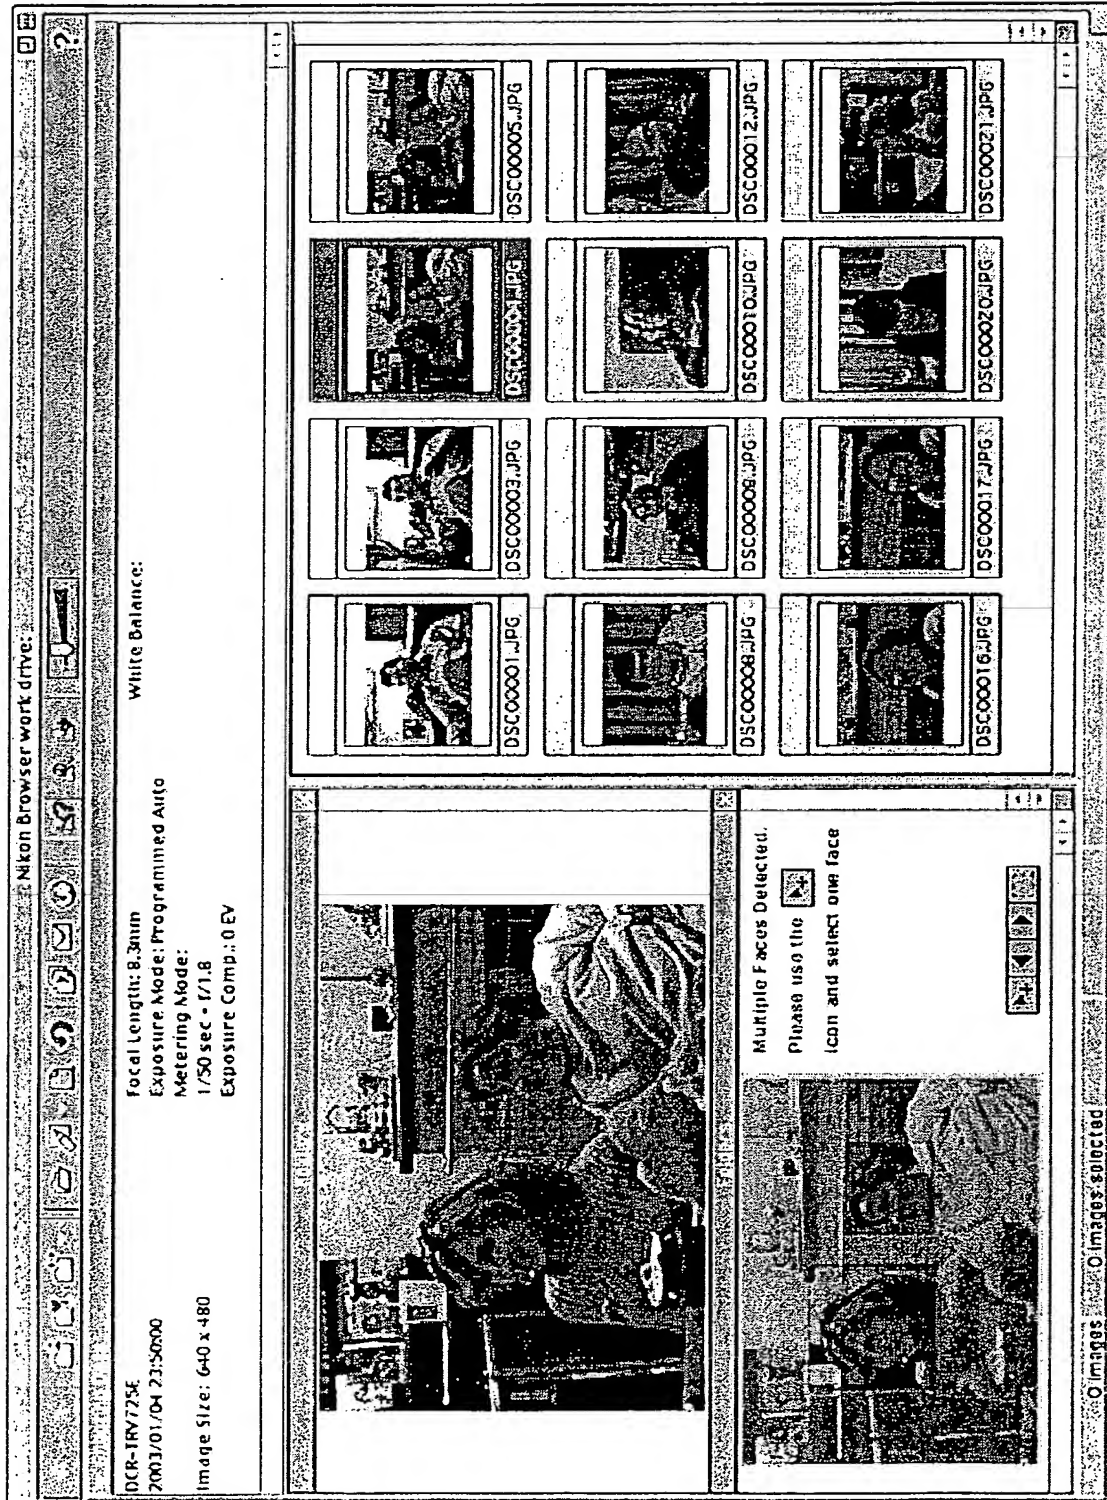 Nikon Browser work drive:
?
DCR-TRV725E
2003/01/04 23:50:00
Image Size: 640 x 480
Focal Length: 8.3mm
Exposure Mode: Programmed Auto
Metering Mode:
1/50 sec - f/1.8
Exposure Comp.: 0 EV
White Balance:
DSC00001.JPG
DSC00003.JPG
DSC00004.JPG
DSC00005.JPG
DSC00008.JPG
DSC00009.JPG
DSC00010.JPG
DSC00012.JPG
DSC00016.JPG
DSC00017.JPG
DSC00020.JPG
DSC00021.JPG
Multiple Faces Detected.
Please use the
icon and select one face
0 images
0 images selected